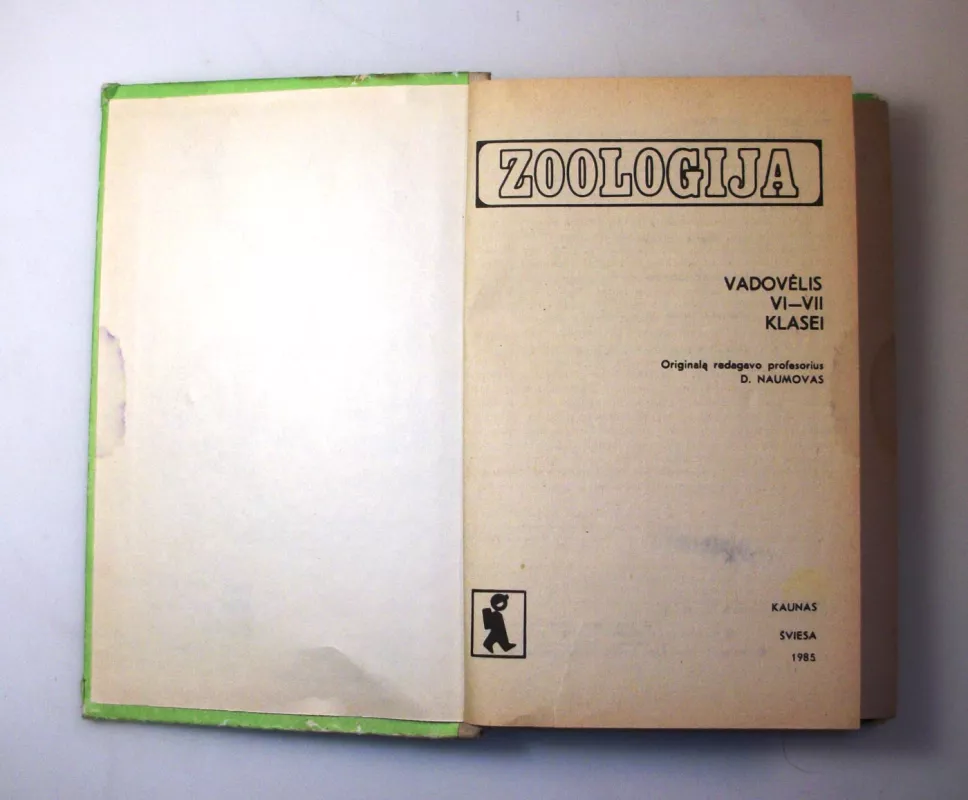 ZOOLOGIJA
VADOVĖLIS
VI—VII
KLASEI
Originalą redagavo profesorius
D. NAUMOVAS
KAUNAS
ŠVIESA
1985